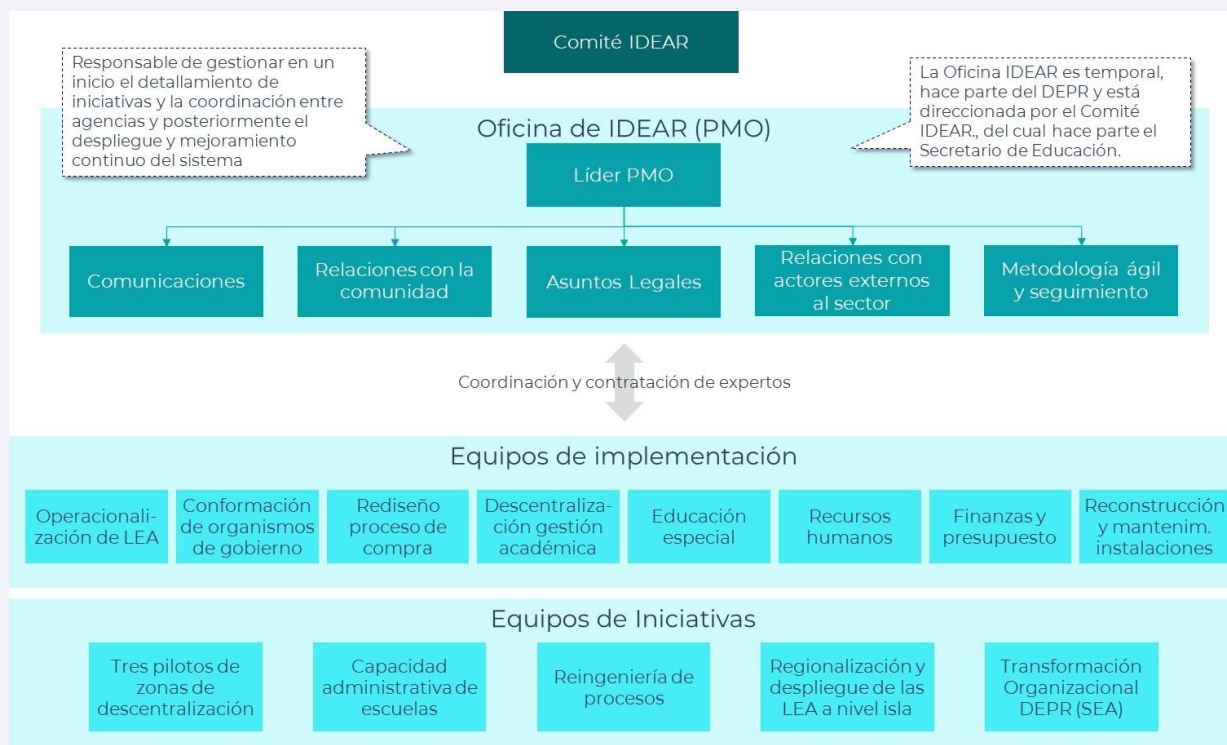 Comité IDEAR
Responsable de gestionar en un
inicio el detallamiento de
iniciativas y la coordinación entre
agencias y posteriormente el
despliegue y mejoramiento
continuo del sistema
La Oficina IDEAR es temporal,
hace parte del DEPR y está
direccionada por el Comité
IDEAR., del cual hace parte el
Secretario de Educación.
Oficina de IDEAR (PMO)
Líder PMO
Comunicaciones
Relaciones con la
comunidad
Asuntos Legales
Relaciones con
actores externos
al sector
Metodología ágil
y seguimiento
Coordinación y contratación de expertos
Equipos de implementación
Operacionali-
zación de LEA
Conformación
de organismos
de gobierno
Rediseño
proceso de
compra
Descentraliza-
ción gestión
académica
Educación
especial
Recursos
humanos
Finanzas y
presupuesto
Reconstrucción
y mantenim.
instalaciones
Equipos de Iniciativas
Tres pilotos de
zonas de
descentralización
Capacidad
administrativa de
escuelas
Reingeniería de
procesos
Regionalización y
despliegue de las
LEA a nivel isla
Transformación
Organizacional
DEPR (SEA)